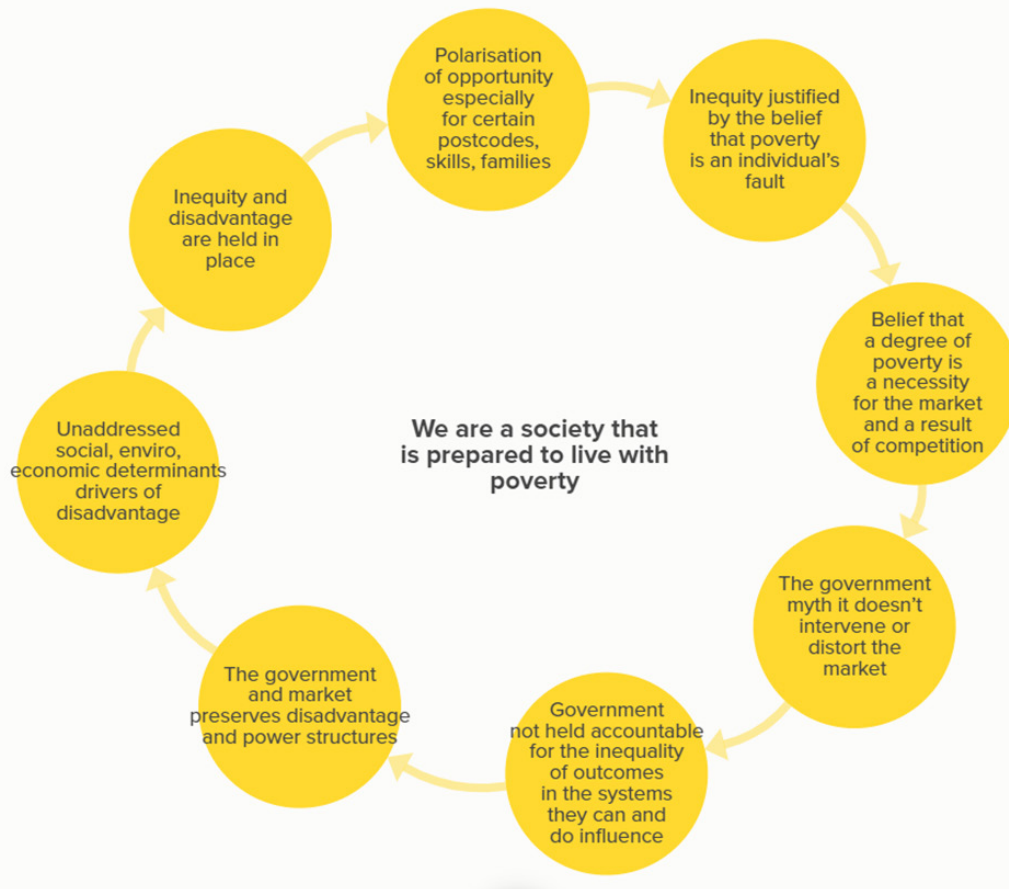 Polarisation
of opportunity
especially
for certain
postcodes,
skills, families
Inequity justified
by the belief
that poverty
is an individual’s
fault
Belief that
a degree of
poverty is
a necessity
for the market
and a result
of competition
The government
myth it doesn’t
intervene or
distort the
market
Government
not held accountable
for the inequality
of outcomes
in the systems
they can and
do influence
The government
and market
preserves disadvantage
and power structures
Unaddressed
social, enviro,
economic determinants
drivers of
disadvantage
Inequity and
disadvantage
are held in
place
We are a society that
is prepared to live with
poverty